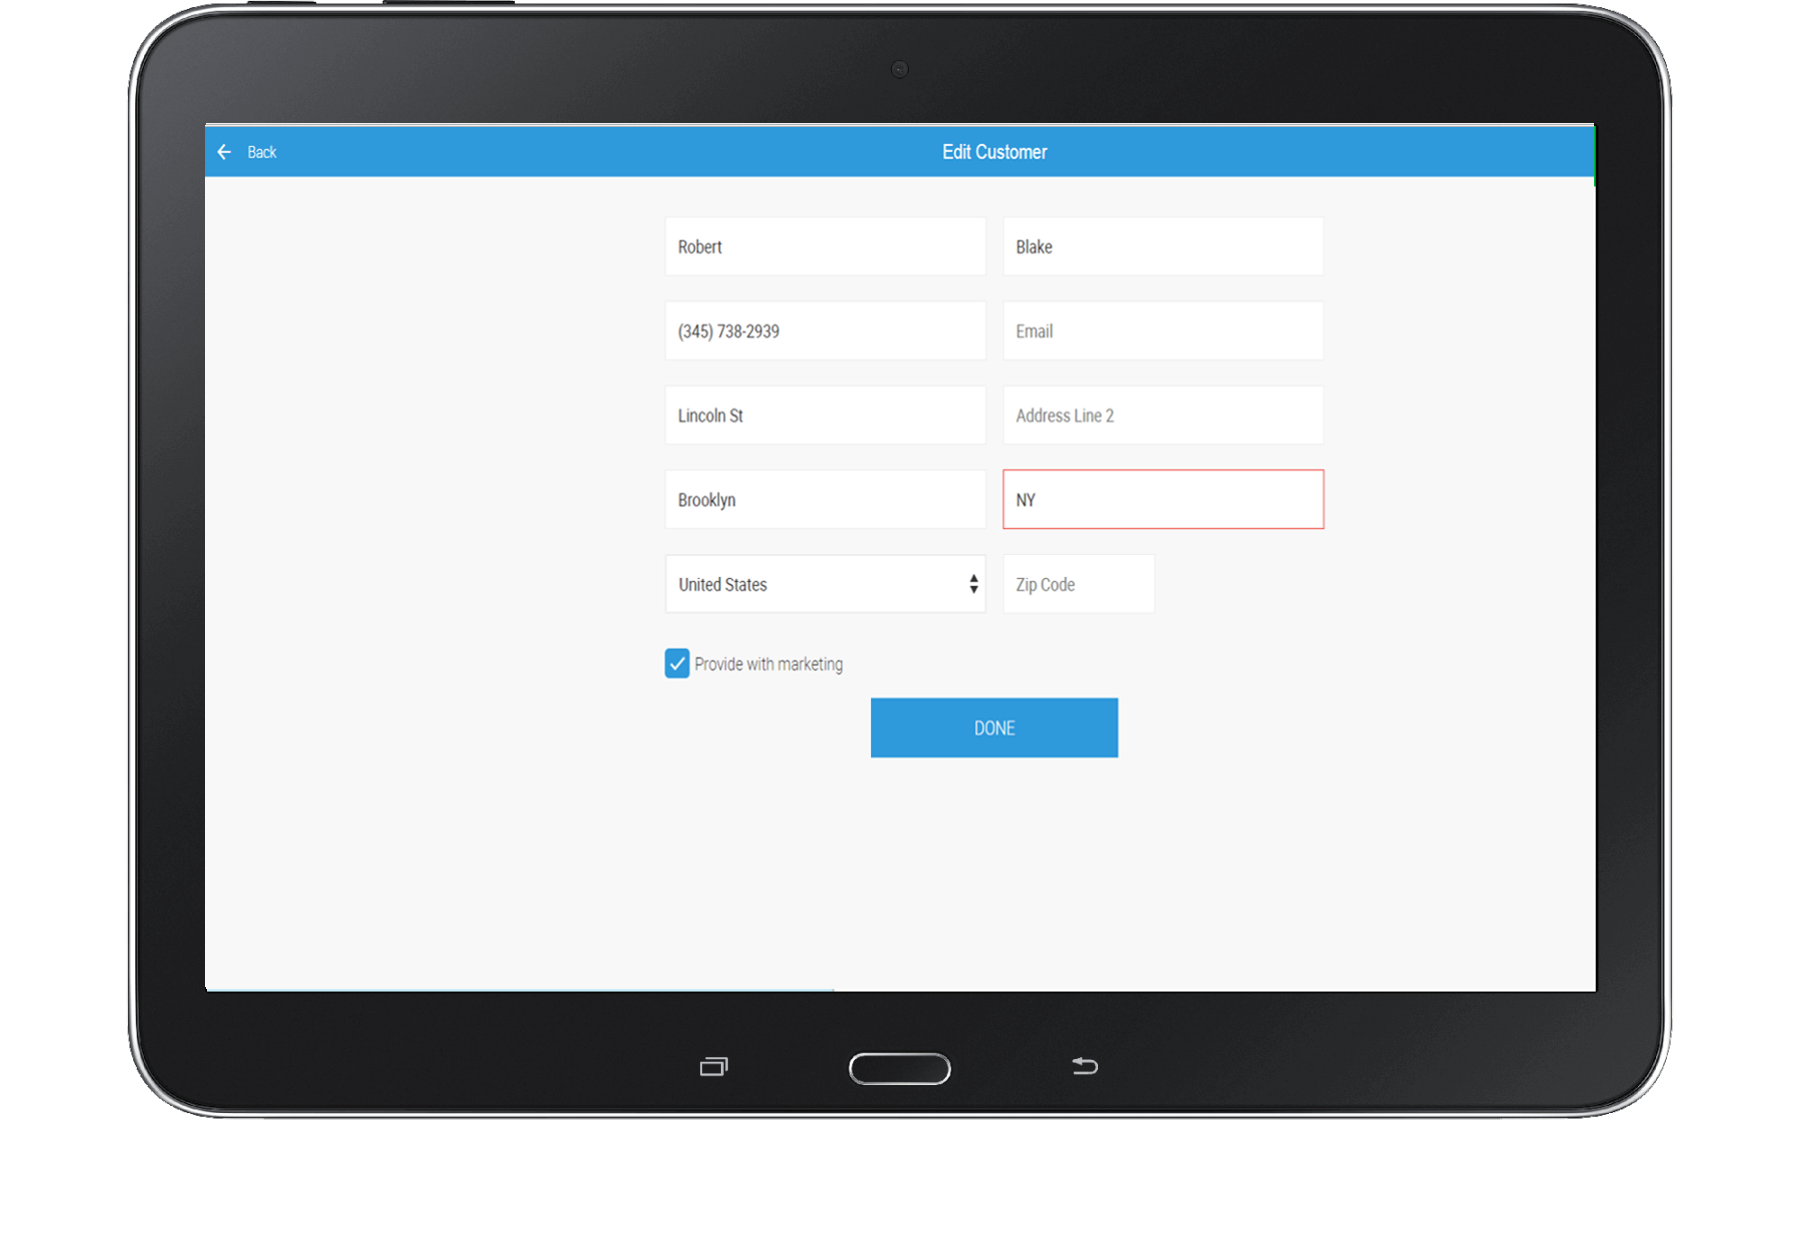 Back
Edit Customer
Robert
Blake
(345) 738-2939
Email
Lincoln St
Address Line 2
Brooklyn
NY
United States
Zip Code
Provide with marketing
DONE